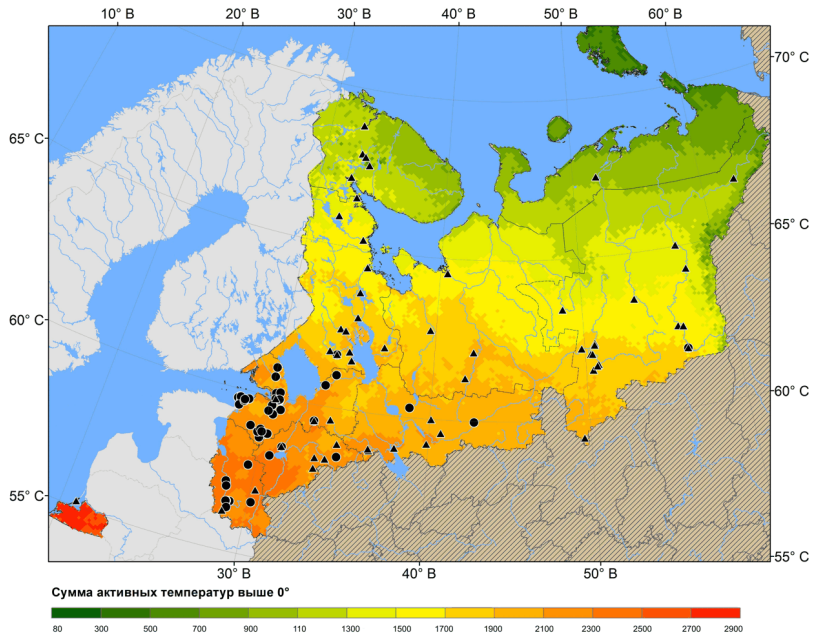 10° В 20° В 30° В 40° В 50° В 60° В
70° С
65° С
65° С
60° С
60° С
55° С
55° С
30° В 40° В 50° В
Сумма активных температур выше 0°
80 300 500 700 900 110 1300 1500 1700 1900 2100 2300 2500 2700 2900